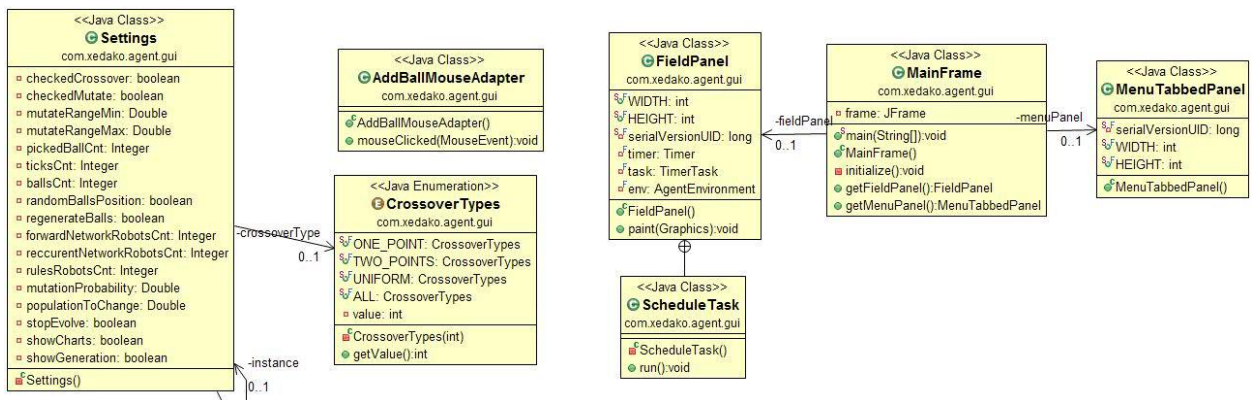 <<Java Class>>
Settings
com.xedako.agent.gui
checkedCrossover: boolean
checkedMutate: boolean
mutateRangeMin: Double
mutateRangeMax: Double
pickedBallCnt: Integer
ticksCnt: Integer
ballsCnt: Integer
randomBallsPosition: boolean
regenerateBalls: boolean
forwardNetworkRobotsCnt: Integer
reccurentNetworkRobotsCnt: Integer
rulesRobotsCnt: Integer
mutationProbability: Double
populationToChange: Double
stopEvolve: boolean
showCharts: boolean
showGeneration: boolean
Settings()
-crossoverType
0..1
-instance
0..1
<<Java Class>>
AddBallMouseAdapter
com.xedako.agent.gui
AddBallMouseAdapter()
mouseClicked(MouseEvent):void
<<Java Enumeration>>
CrossoverTypes
com.xedako.agent.gui
ONE_POINT: CrossoverTypes
TWO_POINTS: CrossoverTypes
UNIFORM: CrossoverTypes
ALL: CrossoverTypes
value: int
CrossoverTypes(int)
getValue():int
<<Java Class>>
FieldPanel
com.xedako.agent.gui
WIDTH: int
HEIGHT: int
serialVersionUID: long
timer: Timer
task: TimerTask
env: AgentEnvironment
FieldPanel()
paint(Graphics):void
<<Java Class>>
ScheduleTask
com.xedako.agent.gui
ScheduleTask()
run():void
-fieldPanel
0..1
<<Java Class>>
MainFrame
com.xedako.agent.gui
frame: JFrame
main(String[]):void
MainFrame()
initialize():void
getFieldPanel():FieldPanel
getMenuPanel():MenuTabbedPanel
-menuPanel
0..1
<<Java Class>>
MenuTabbedPanel
com.xedako.agent.gui
serialVersionUID: long
WIDTH: int
HEIGHT: int
MenuTabbedPanel()